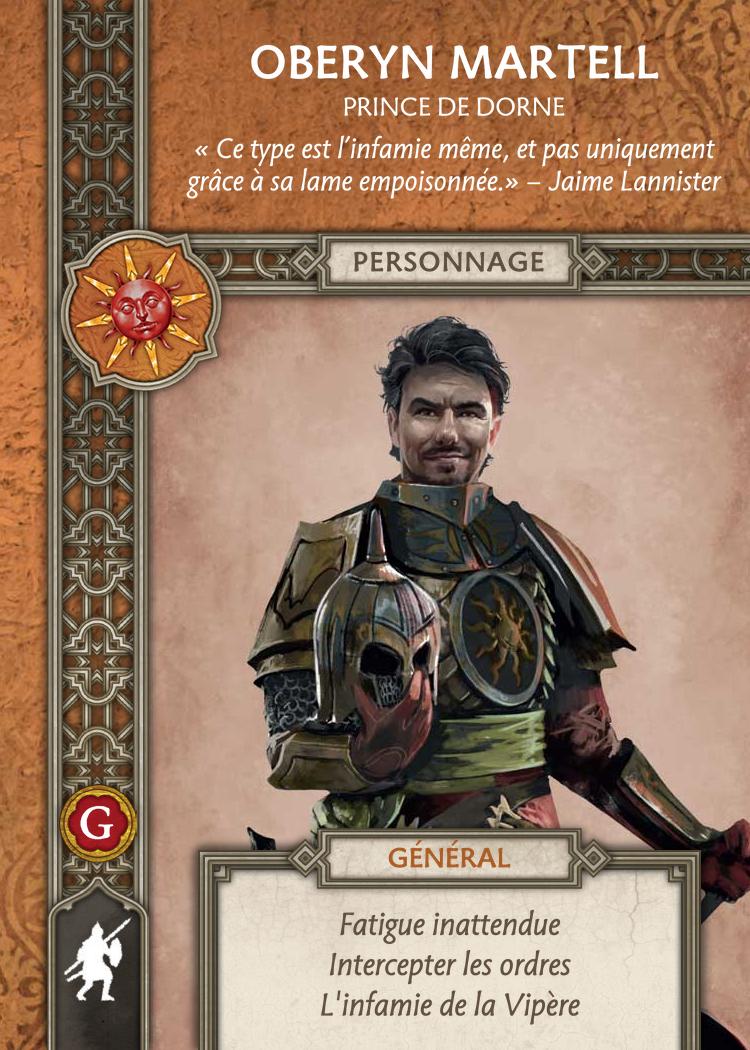 OBERYN MARTELL
PRINCE DE DORNE
« Ce type est l'infamie même, et pas uniquement
grâce à sa lame empoisonnée.» – Jaime Lannister
PERSONNAGE
G
GÉNÉRAL
Fatigue inattendue
Intercepter les ordres
L'infamie de la Vipère